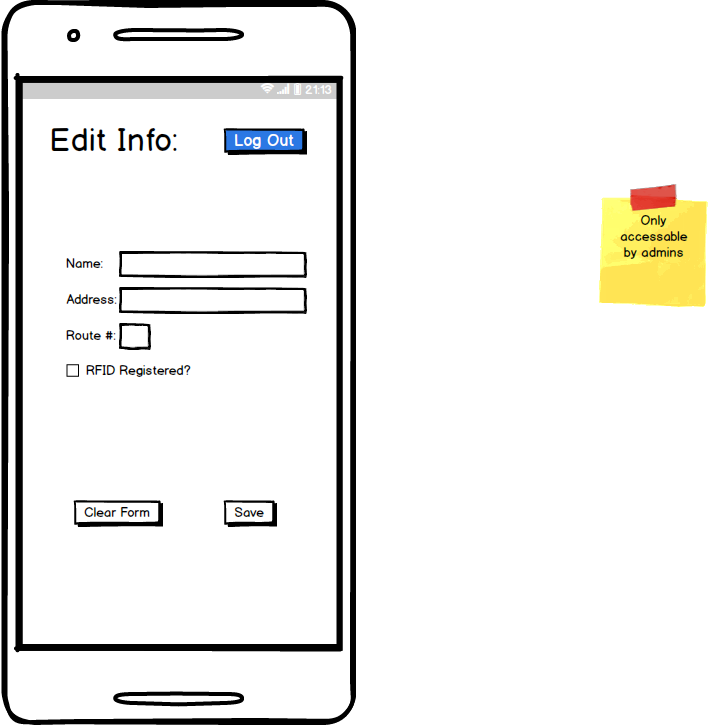 21:13
Edit Info:
Log Out
Only
accessable
by admins
Name:
Address:
Route #:
RFID Registered?
Clear Form
Save